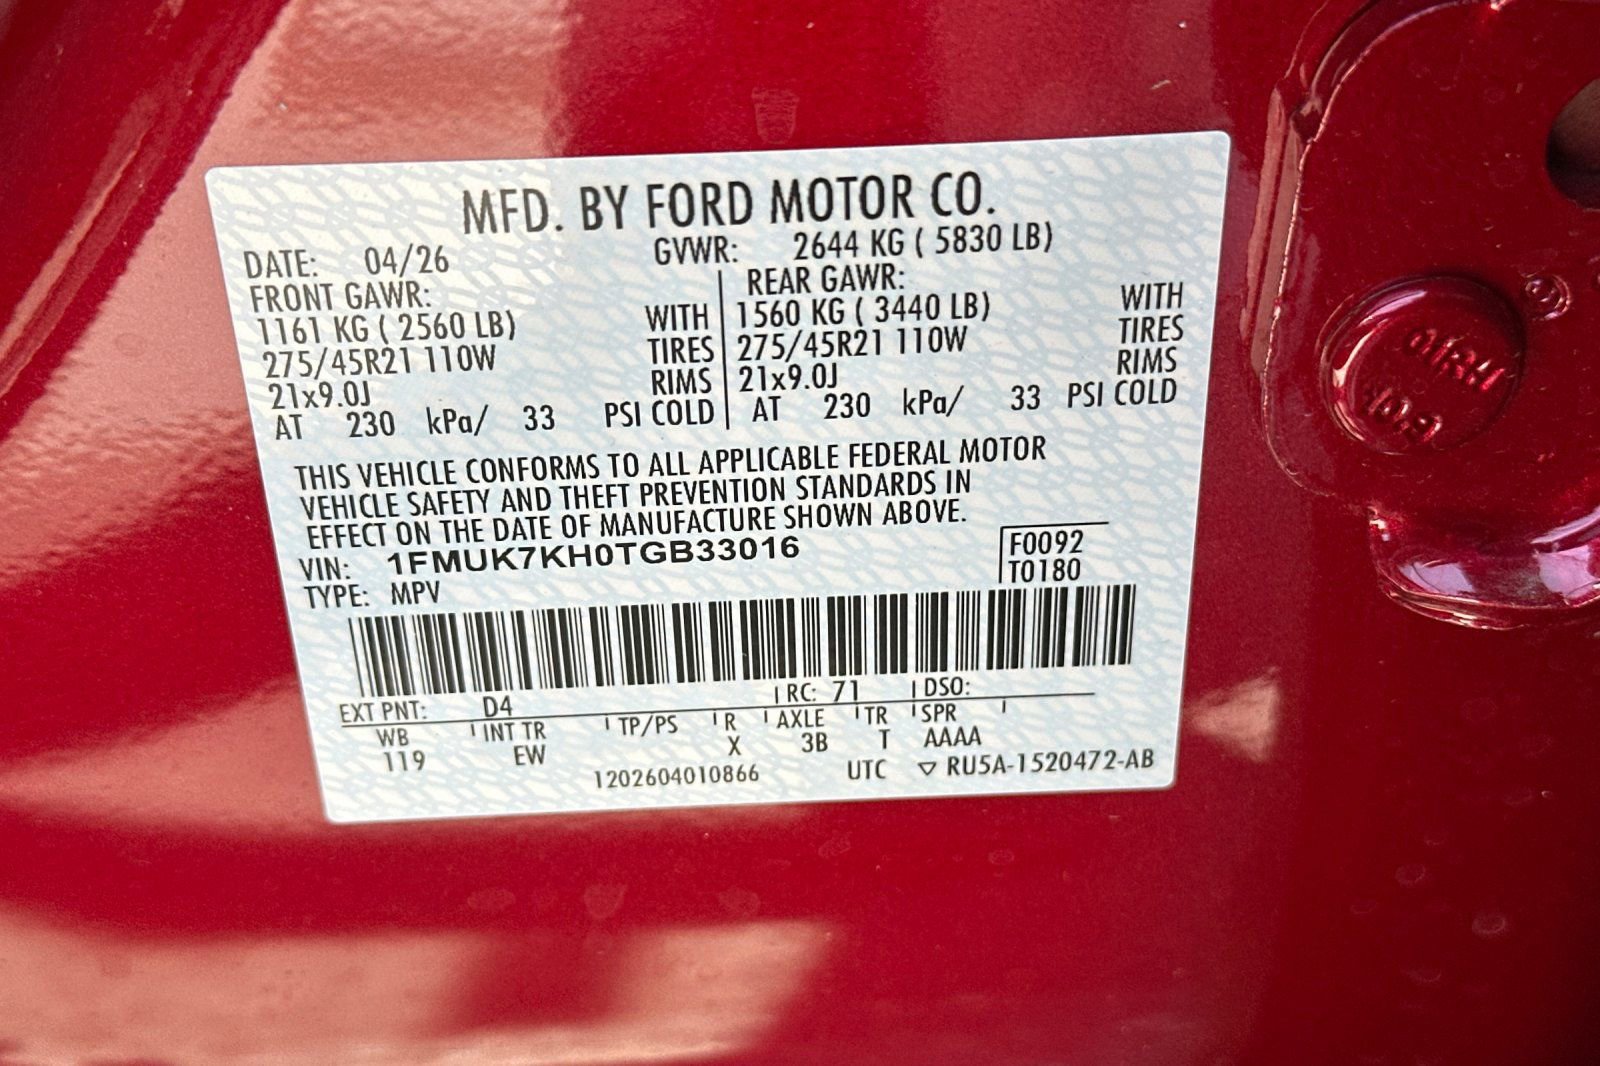 MFD. BY FORD MOTOR CO.
DATE: 04/26 GVWR: 2644 KG ( 5830 LB)
FRONT GAWR: REAR GAWR:
1161 KG ( 2560 LB) WITH 1560 KG ( 3440 LB) WITH
275/45R21 110W TIRES 275/45R21 110W TIRES
21x9.0J RIMS 21x9.0J RIMS
AT 230 kPa/ 33 PSI COLD AT 230 kPa/ 33 PSI COLD
THIS VEHICLE CONFORMS TO ALL APPLICABLE FEDERAL MOTOR
VEHICLE SAFETY AND THEFT PREVENTION STANDARDS IN
EFFECT ON THE DATE OF MANUFACTURE SHOWN ABOVE.
VIN: 1FMUK7KH0TGB33016 F0092
TYPE: MPV T0180
EXT PNT: D4 RC: 71 DSO:
WB INT TR TP/PS R AXLE TR SPR
119 EW X 3B T AAAA
1202604010866 UTC ▽ RU5A-1520472-AB